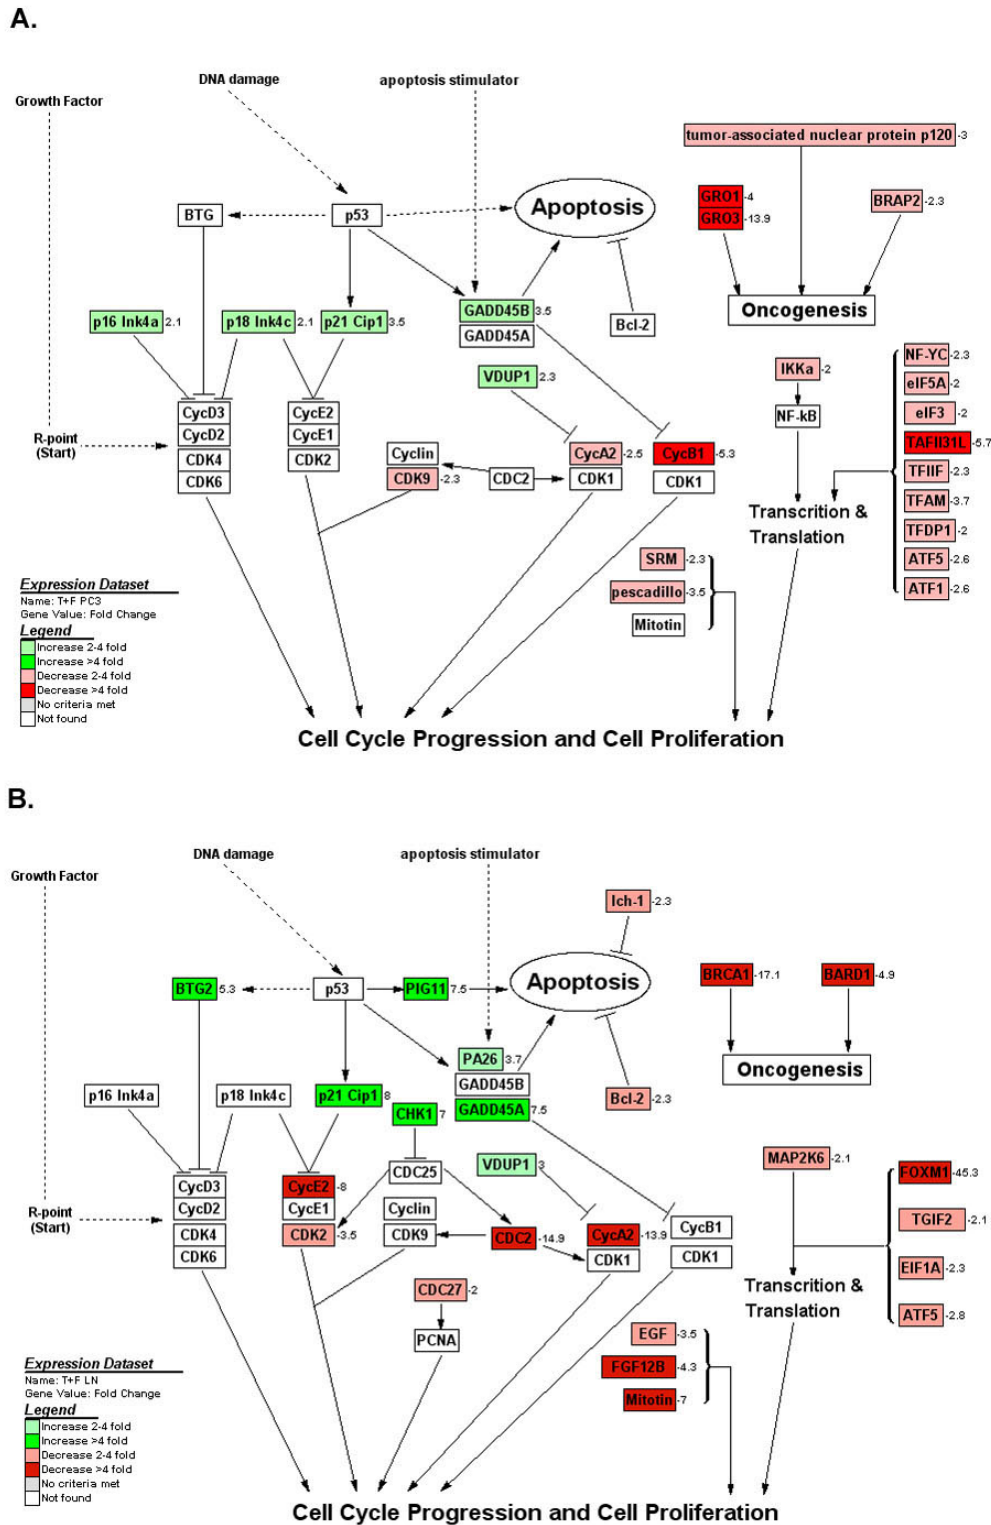 A.
DNA damage
apoptosis stimulator
Growth Factor
tumor-associated nuclear protein p120 -3
GRO1 -4
GRO3 -13.9
BRAP2 -2.3
BTG
p53
Apoptosis
Oncogenesis
p16 Ink4a 2.1
p18 Ink4c 2.1
p21 Cip1 3.5
GADD45B 3.5
GADD45A
Bcl-2
VDUP1 2.3
IKKa -2
NF-kB
NF-YC -2.3
eIF5A -2
eIF3 -2
TAFII31L -5.7
TFIIF -2.3
TFAM -3.7
TFDP1 -2
ATF5 -2.6
ATF1 -2.6
CycD3
CycD2
CDK4
CDK6
CycE2
CycE1
CDK2
R-point
(Start)
Cyclin
CDK9 -2.3
CDC2
CycA2 -2.5
CDK1
CycB1 -5.3
CDK1
Transcrition &
Translation
SRM -2.3
pescadillo -3.5
Mitotin
Expression Dataset
Name: T+F PC3
Gene Value: Fold Change
Legend
Increase 2-4 fold
Increase >4 fold
Decrease 2-4 fold
Decrease >4 fold
No criteria met
Not found
Cell Cycle Progression and Cell Proliferation
B.
DNA damage
apoptosis stimulator
Growth Factor
Ich-1 -2.3
BTG2 5.3
p53
PIG11 7.5
Apoptosis
BRCA1 -17.1
BARD1 -4.9
Oncogenesis
PA26 3.7
GADD45B
GADD45A 7.5
p16 Ink4a
p18 Ink4c
p21 Cip1 8
CHK1 7
Bcl-2 -2.3
CDC25
VDUP1 3
MAP2K6 -2.1
FOXM1 -45.3
TGIF2 -2.1
EIF1A -2.3
ATF5 -2.8
CycD3
CycD2
CDK4
CDK6
CycE2 -8
CycE1
CDK2 -3.5
R-point
(Start)
Cyclin
CDK9
CDC2 -14.9
CycA2 -13.9
CDK1
CycB1
CDK1
Transcrition &
Translation
CDC27 -2
PCNA
EGF -3.5
FGF12B -4.3
Mitotin -7
Expression Dataset
Name: T+F LN
Gene Value: Fold Change
Legend
Increase 2-4 fold
Increase >4 fold
Decrease 2-4 fold
Decrease >4 fold
No criteria met
Not found
Cell Cycle Progression and Cell Proliferation